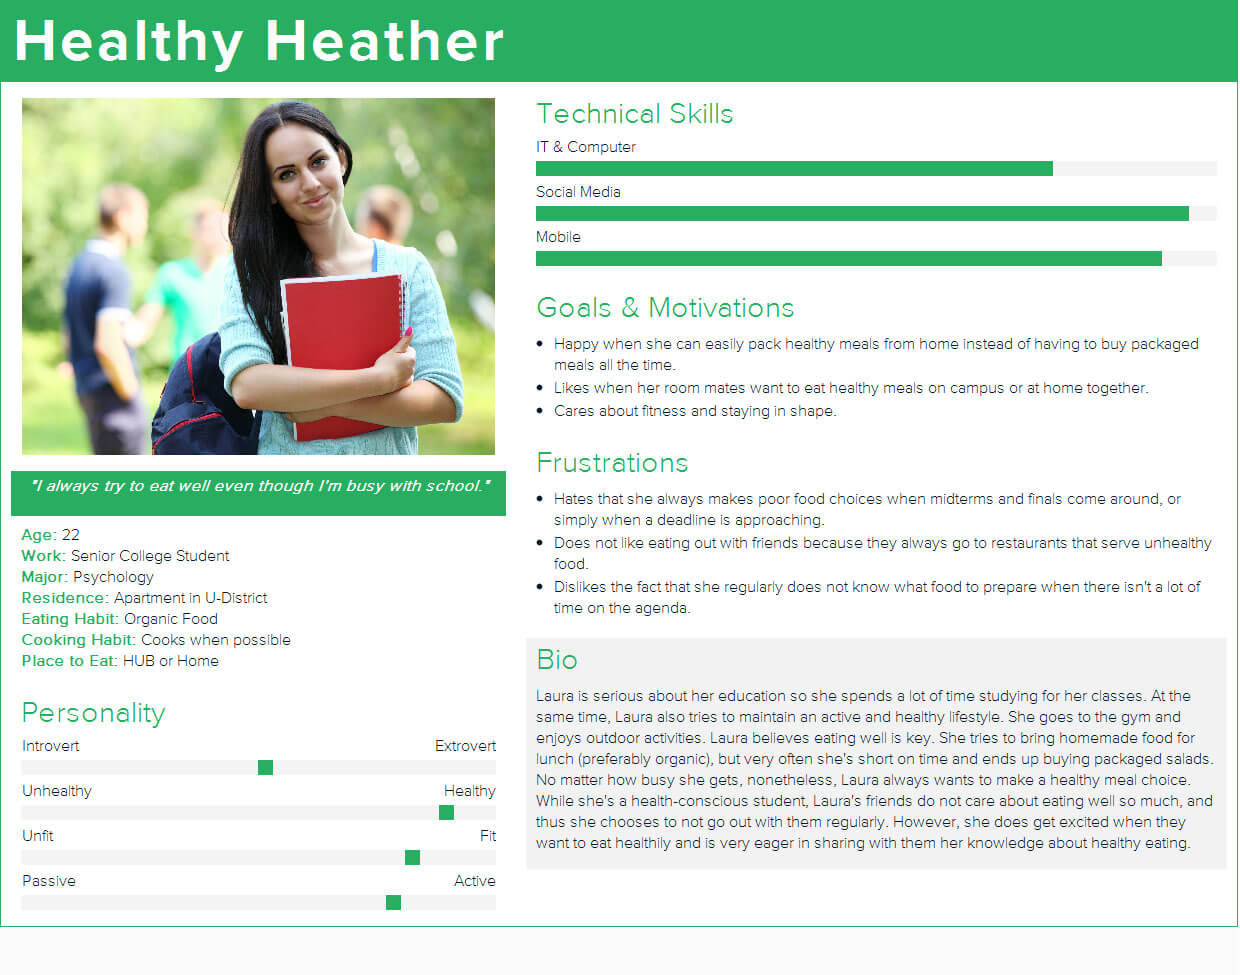 Healthy Heather
"I always try to eat well even though I'm busy with school."
Age: 22
Work: Senior College Student
Major: Psychology
Residence: Apartment in U-District
Eating Habit: Organic Food
Cooking Habit: Cooks when possible
Place to Eat: HUB or Home
Personality
Introvert Extrovert
Unhealthy Healthy
Unfit Fit
Passive Active
Technical Skills
IT & Computer
Social Media
Mobile
Goals & Motivations
• Happy when she can easily pack healthy meals from home instead of having to buy packaged
meals all the time.
• Likes when her room mates want to eat healthy meals on campus or at home together.
• Cares about fitness and staying in shape.
Frustrations
• Hates that she always makes poor food choices when midterms and finals come around, or
simply when a deadline is approaching.
• Does not like eating out with friends because they always go to restaurants that serve unhealthy
food.
• Dislikes the fact that she regularly does not know what food to prepare when there isn't a lot of
time on the agenda.
Bio
Laura is serious about her education so she spends a lot of time studying for her classes. At the
same time, Laura also tries to maintain an active and healthy lifestyle. She goes to the gym and
enjoys outdoor activities. Laura believes eating well is key. She tries to bring homemade food for
lunch (preferably organic), but very often she's short on time and ends up buying packaged salads.
No matter how busy she gets, nonetheless, Laura always wants to make a healthy meal choice.
While she's a health-conscious student, Laura's friends do not care about eating well so much, and
thus she chooses to not go out with them regularly. However, she does get excited when they
want to eat healthily and is very eager in sharing with them her knowledge about healthy eating.